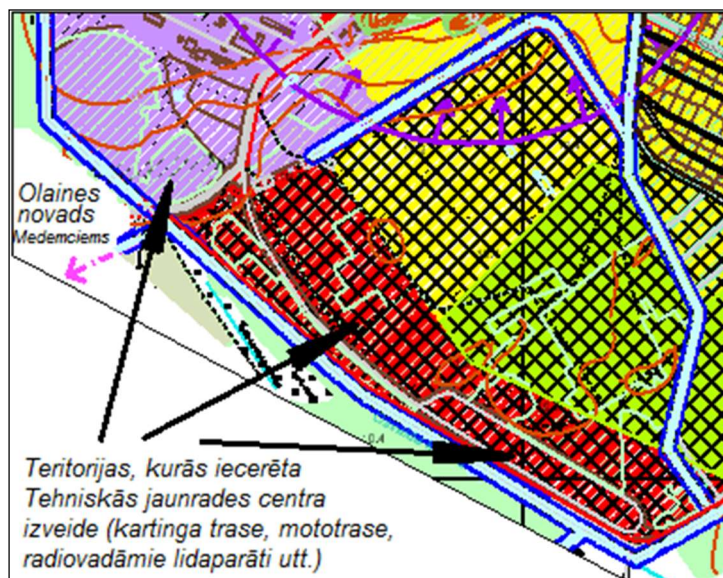 Olaines
novads
Medemciems
Teritorijas, kurās iecerēta
Tehniskās jaunrades centra
izveide (kartinga trase, mototrase,
radiovadāmie lidaparāti utt.)